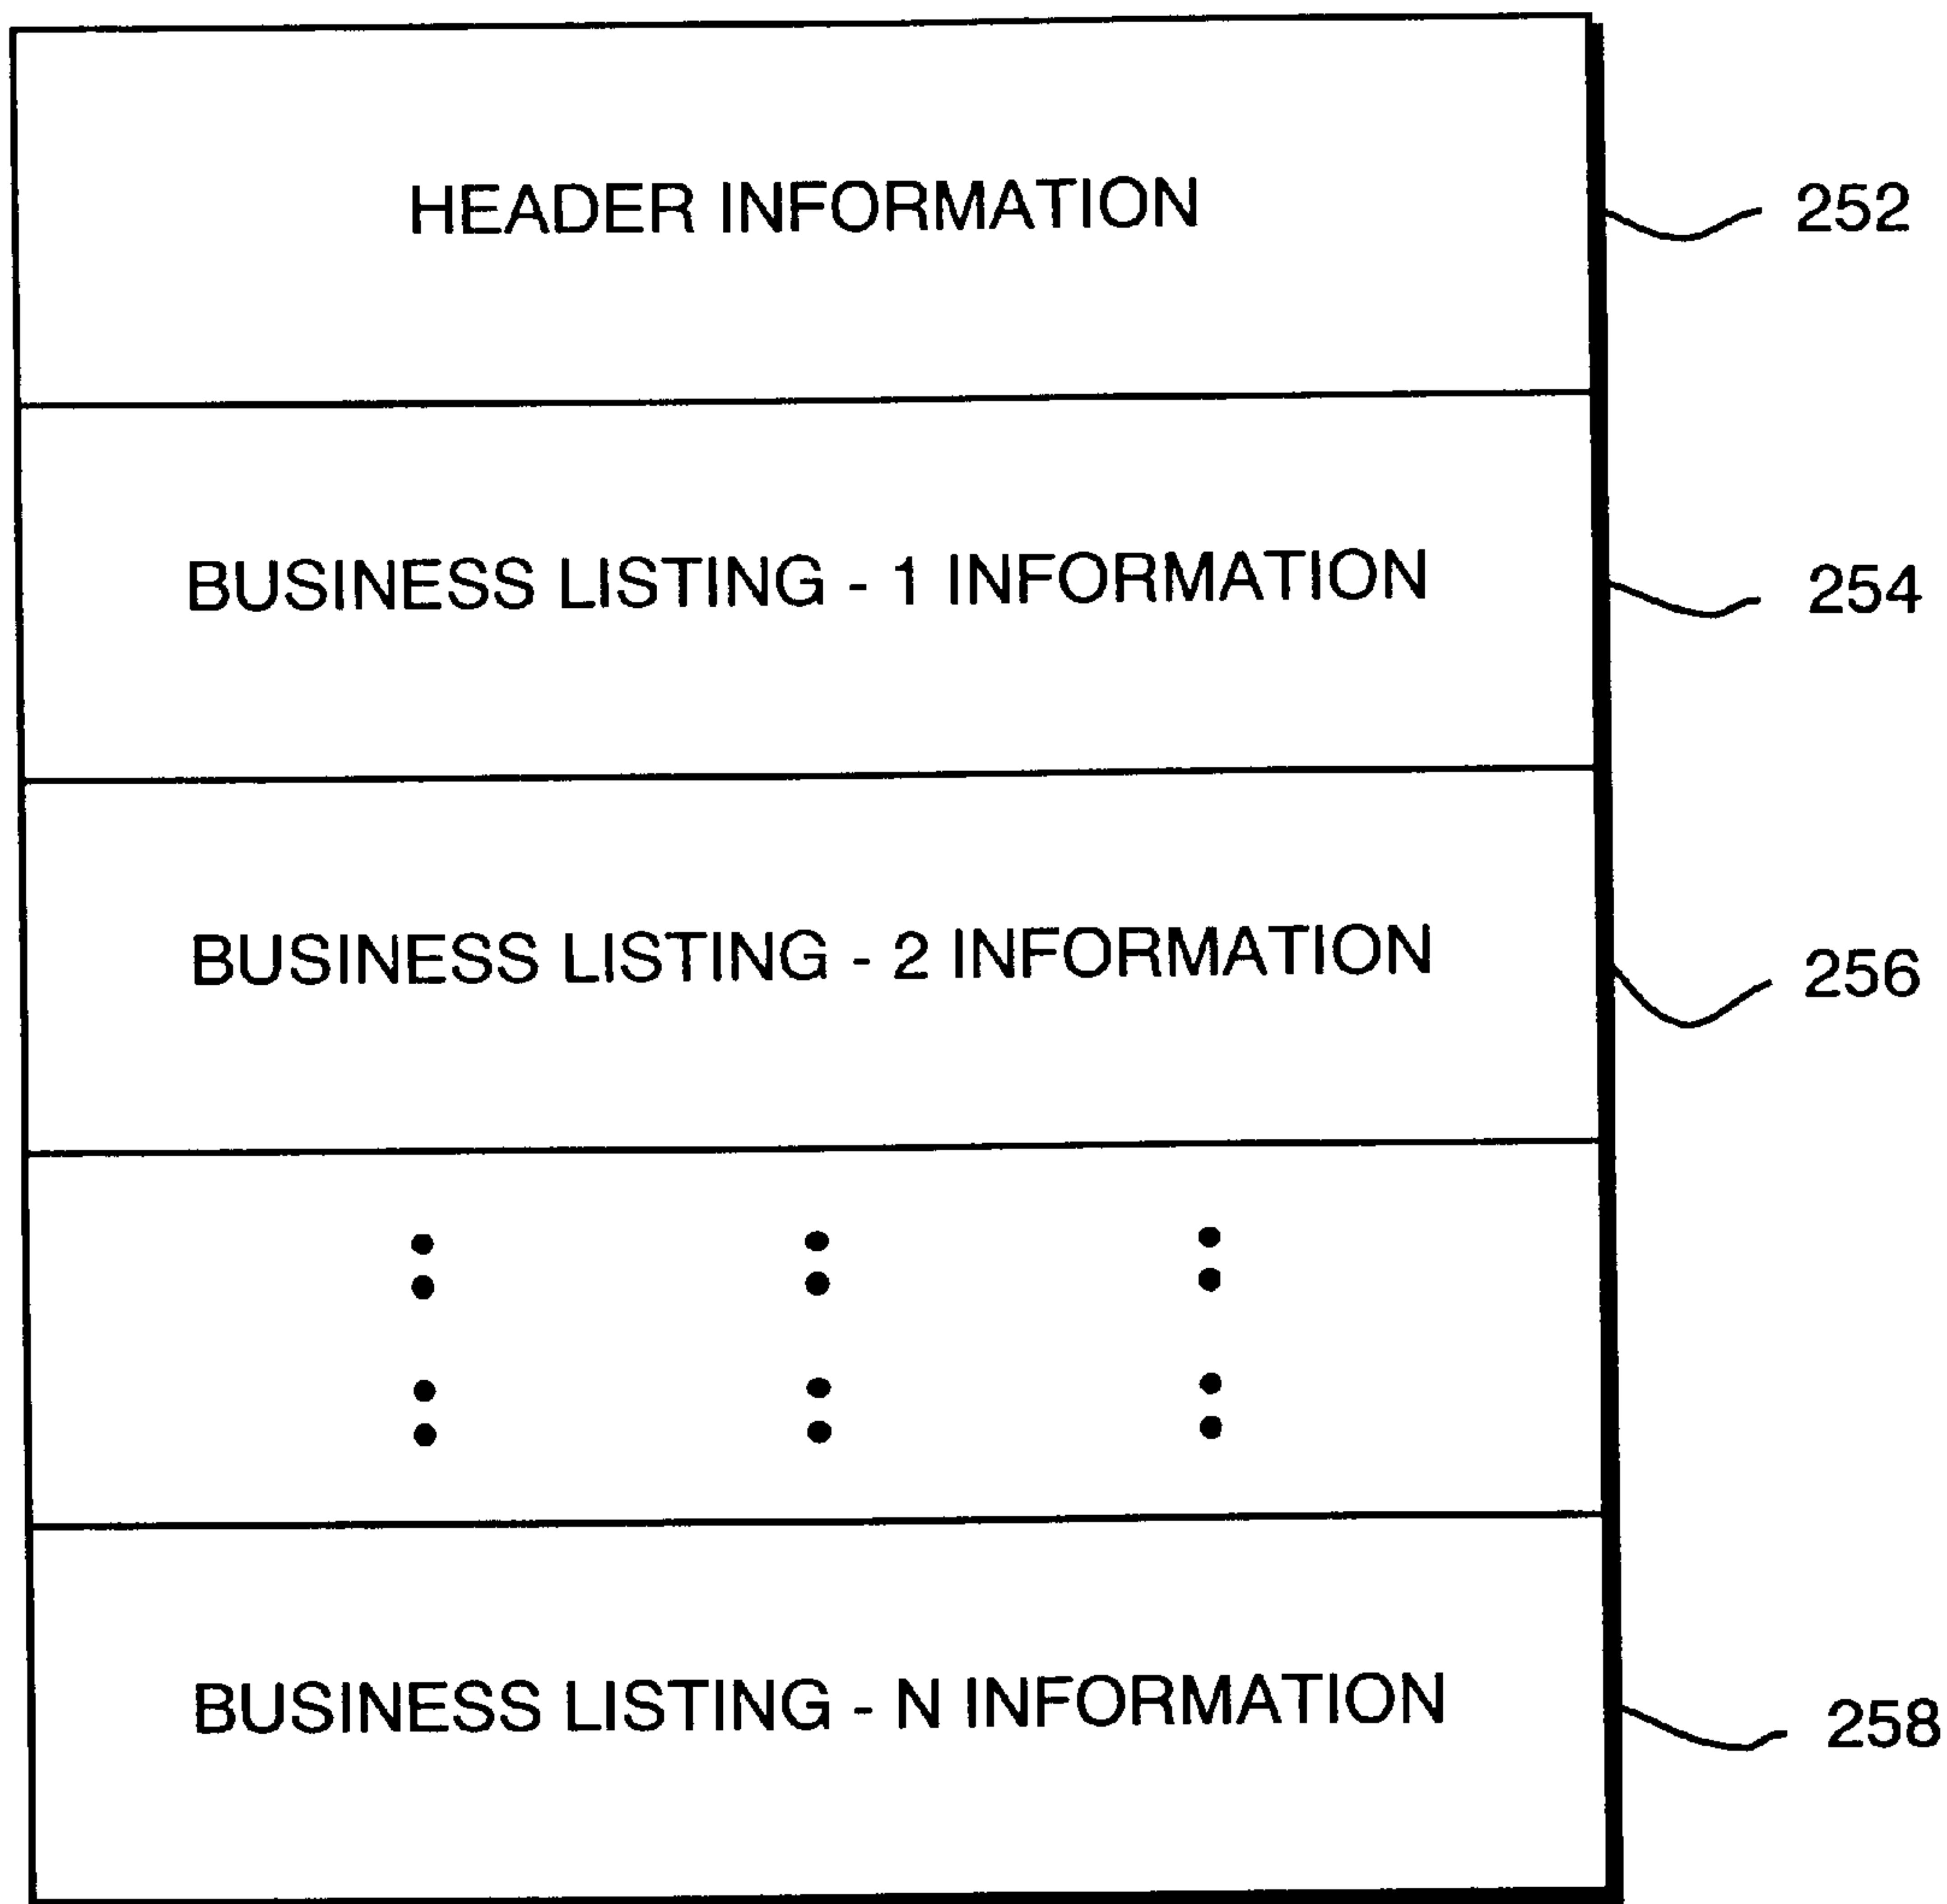 HEADER INFORMATION 252
BUSINESS LISTING - 1 INFORMATION 254
BUSINESS LISTING - 2 INFORMATION 256
BUSINESS LISTING - N INFORMATION 258